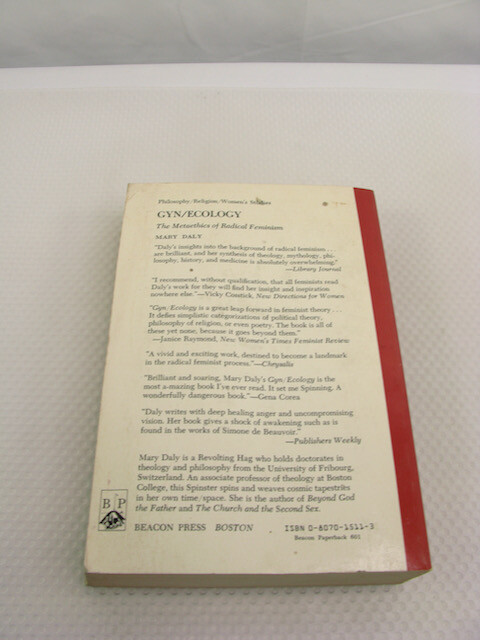 Philosophy/Religion/Women's Studies
GYN/ECOLOGY
The Metaethics of Radical Feminism
MARY DALY
"Daly's insights into the background of radical feminism . . .
are brilliant, and her synthesis of theology, mythology, phi-
losophy, history, and medicine is absolutely overwhelming."
—Library Journal
"I recommend, without qualification, that all feminists read
Daly's work for they will find her insight and inspiration
nowhere else."—Vicky Cosstick, New Directions for Women
"Gyn/Ecology is a great leap forward in feminist theory . . .
It defies simplistic categorizations of political theory,
philosophy of religion, or even poetry. The book is all of
these yet none, because it goes beyond them."
—Janice Raymond, New Women's Times Feminist Review
"A vivid and exciting work, destined to become a landmark
in the radical feminist process."—Chrysalis
"Brilliant and soaring, Mary Daly's Gyn/Ecology is the
most a-mazing book I've ever read. It set me Spinning. A
wonderfully dangerous book."—Gena Corea
"Daly writes with deep healing anger and uncompromising
vision. Her book gives a shock of awakening such as is
found in the works of Simone de Beauvoir."
—Publishers Weekly
Mary Daly is a Revolting Hag who holds doctorates in
theology and philosophy from the University of Fribourg,
Switzerland. An associate professor of theology at Boston
College, this Spinster spins and weaves cosmic tapestries
in her own time/space. She is the author of Beyond God
the Father and The Church and the Second Sex.
B P
BEACON PRESS BOSTON ISBN 0-8070-1511-3
Beacon Paperback 601